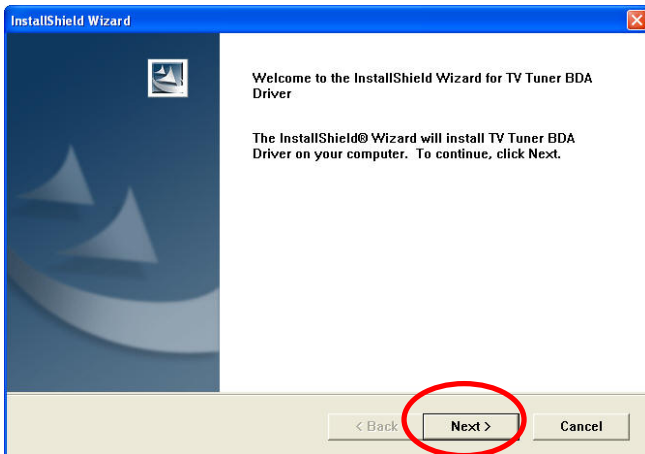 InstallShield Wizard
Welcome to the InstallShield Wizard for TV Tuner BDA
Driver
The InstallShield® Wizard will install TV Tuner BDA
Driver on your computer. To continue, click Next.
< Back
Next >
Cancel